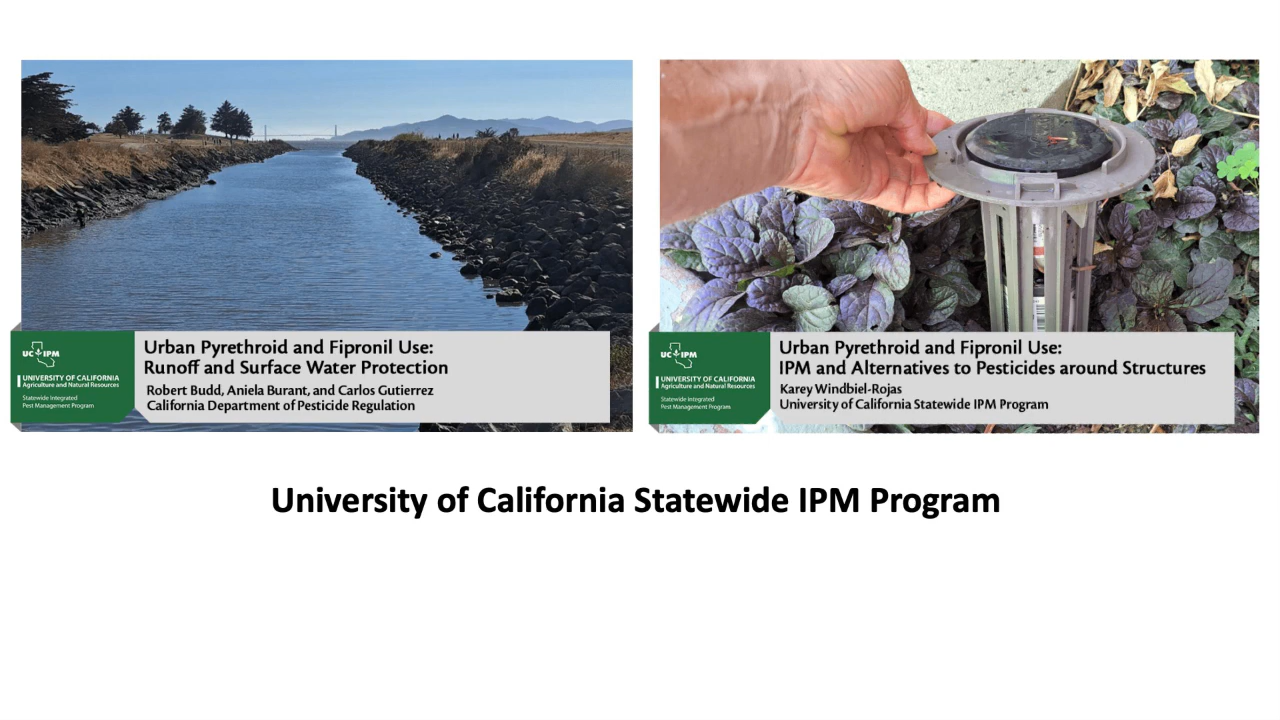 UC IPM
UNIVERSITY OF CALIFORNIA
Agriculture and Natural Resources
Statewide Integrated
Pest Management Program
Urban Pyrethroid and Fipronil Use:
Runoff and Surface Water Protection
Robert Budd, Aniela Burant, and Carlos Gutierrez
California Department of Pesticide Regulation
UC IPM
UNIVERSITY OF CALIFORNIA
Agriculture and Natural Resources
Statewide Integrated
Pest Management Program
Urban Pyrethroid and Fipronil Use:
IPM and Alternatives to Pesticides around Structures
Karey Windbiel-Rojas
University of California Statewide IPM Program
University of California Statewide IPM Program